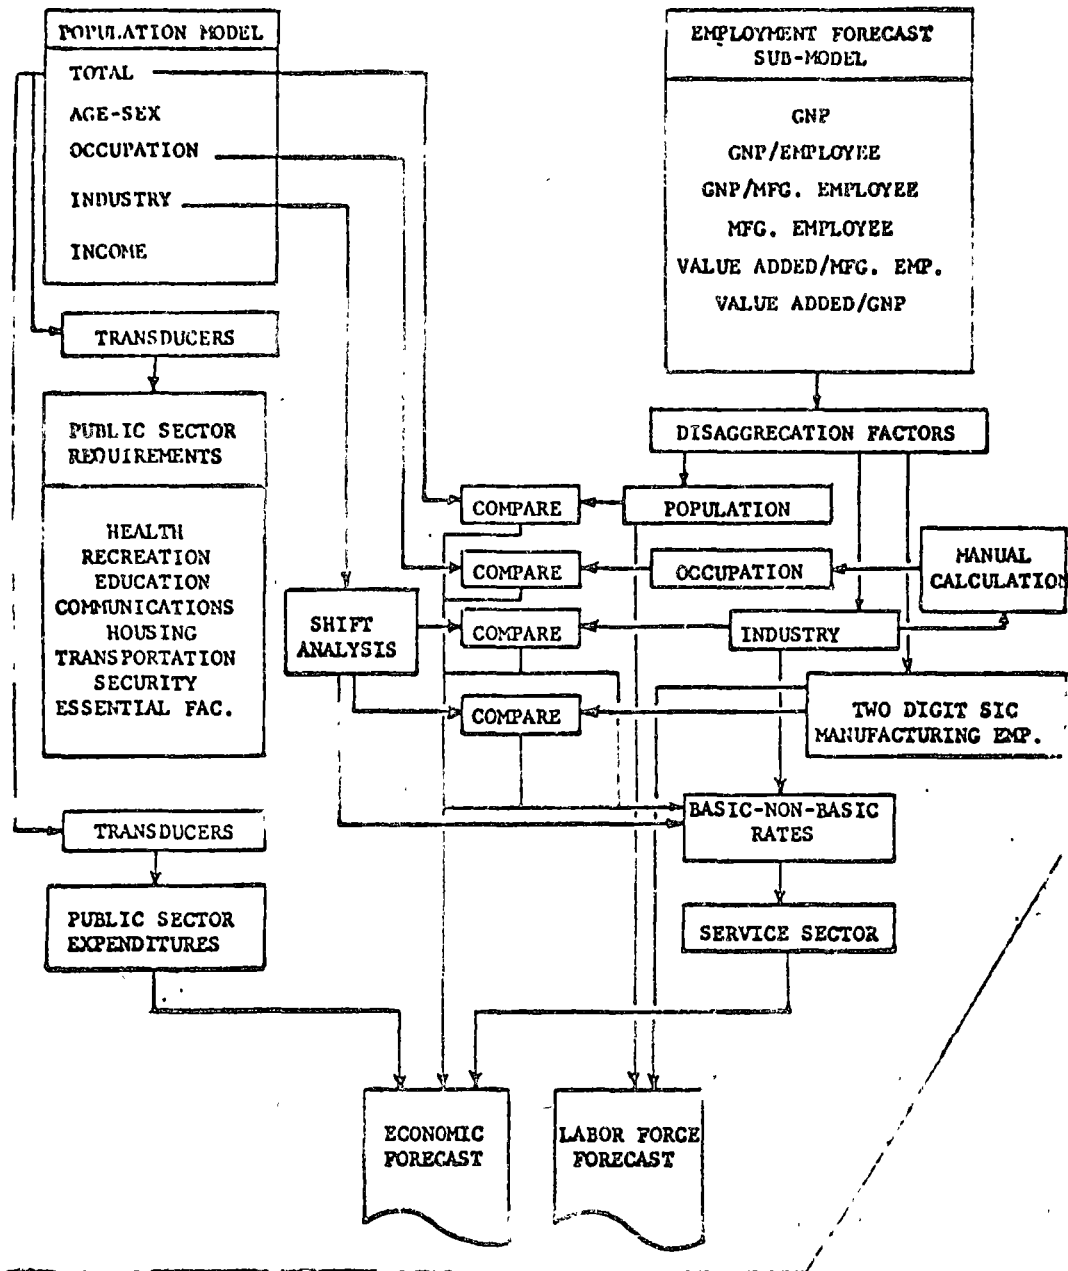 POPULATION MODEL
TOTAL
AGE-SEX
OCCUPATION
INDUSTRY
INCOME
TRANSDUCERS
PUBLIC SECTOR
REQUIREMENTS
HEALTH
RECREATION
EDUCATION
COMMUNICATIONS
HOUSING
TRANSPORTATION
SECURITY
ESSENTIAL FAC.
TRANSDUCERS
PUBLIC SECTOR
EXPENDITURES
SHIFT
ANALYSIS
COMPARE
COMPARE
COMPARE
COMPARE
EMPLOYMENT FORECAST
SUB-MODEL
GNP
GNP/EMPLOYEE
GNP/MFG. EMPLOYEE
MFG. EMPLOYEE
VALUE ADDED/MFG. EMP.
VALUE ADDED/GNP
DISAGGRECATION FACTORS
POPULATION
OCCUPATION
MANUAL
CALCULATION
INDUSTRY
TWO DIGIT SIC
MANUFACTURING EMP.
BASIC-NON-BASIC
RATES
SERVICE SECTOR
ECONOMIC
FORECAST
LABOR FORCE
FORECAST